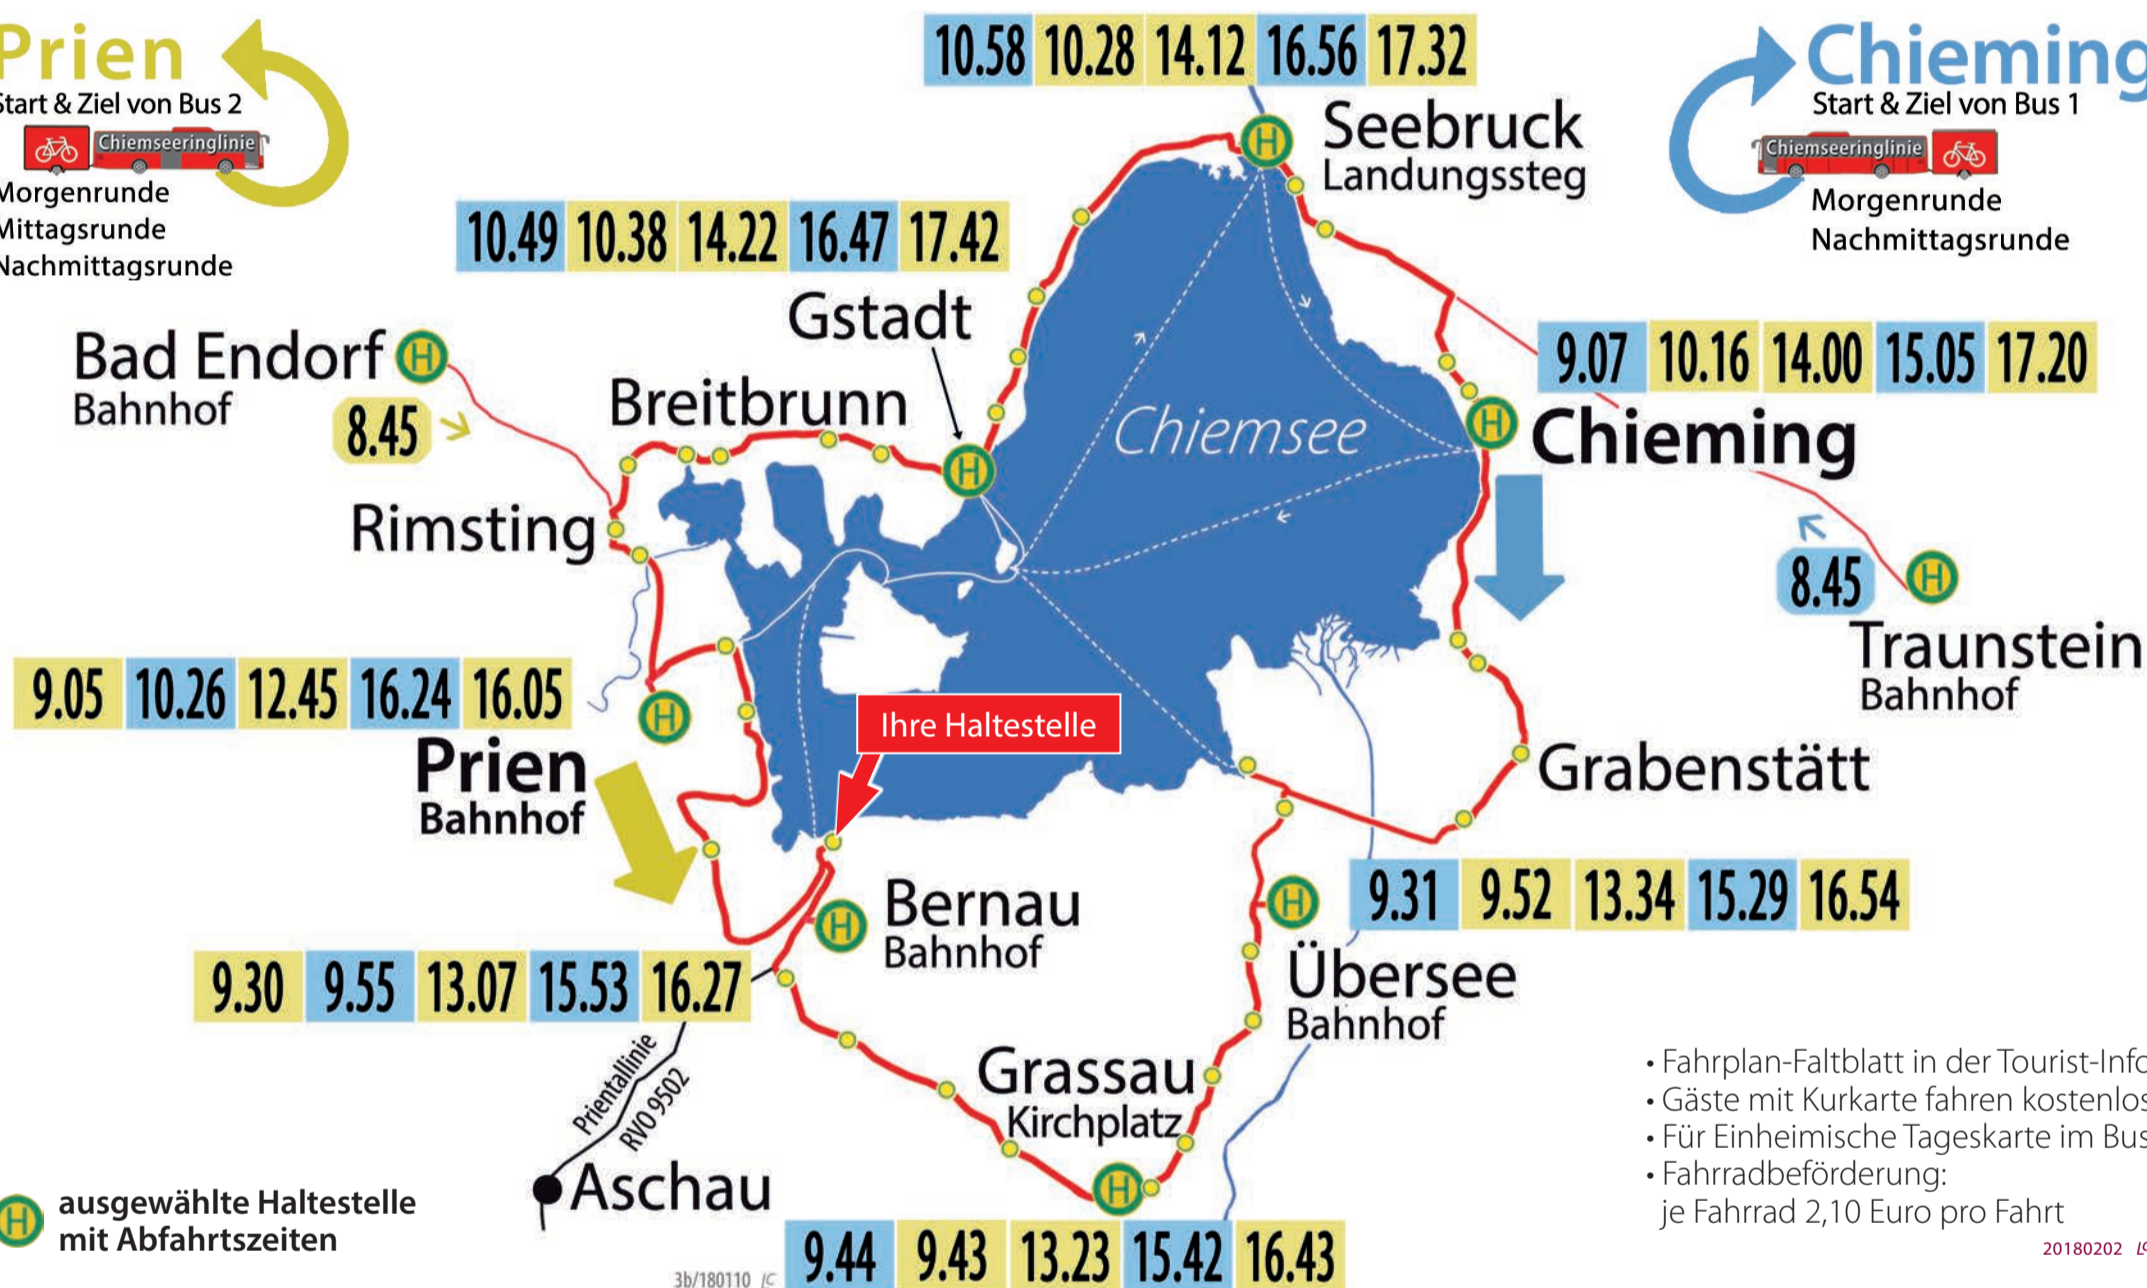 Prien
Start & Ziel von Bus 2
Chiemseeringlinie
Morgenrunde
Mittagsrunde
Nachmittagsrunde
10.58 10.28 14.12 16.56 17.32
Seebruck
Landungssteg
Chieming
Start & Ziel von Bus 1
Chiemseeringlinie
Morgenrunde
Nachmittagsrunde
10.49 10.38 14.22 16.47 17.42
Gstadt
Bad Endorf H
Bahnhof
8.45
Breitbrunn
H
Rimsting
Chiemsee
9.07 10.16 14.00 15.05 17.20
H Chieming
8.45 H
Traunstein
Bahnhof
9.05 10.26 12.45 16.24 16.05
H
Prien
Bahnhof
Ihre Haltestelle
Grabenstätt
H Bernau
Bahnhof
H 9.31 9.52 13.34 15.29 16.54
Übersee
Bahnhof
9.30 9.55 13.07 15.53 16.27
Prientallinie
RVO 9502
Aschau
Grassau
Kirchplatz
H
9.44 9.43 13.23 15.42 16.43
H ausgewählte Haltestelle
mit Abfahrtszeiten
3b/180110 LC
• Fahrplan-Faltblatt in der Tourist-Info
• Gäste mit Kurkarte fahren kostenlos
• Für Einheimische Tageskarte im Bus
• Fahrradbeförderung:
je Fahrrad 2,10 Euro pro Fahrt
20180202
H